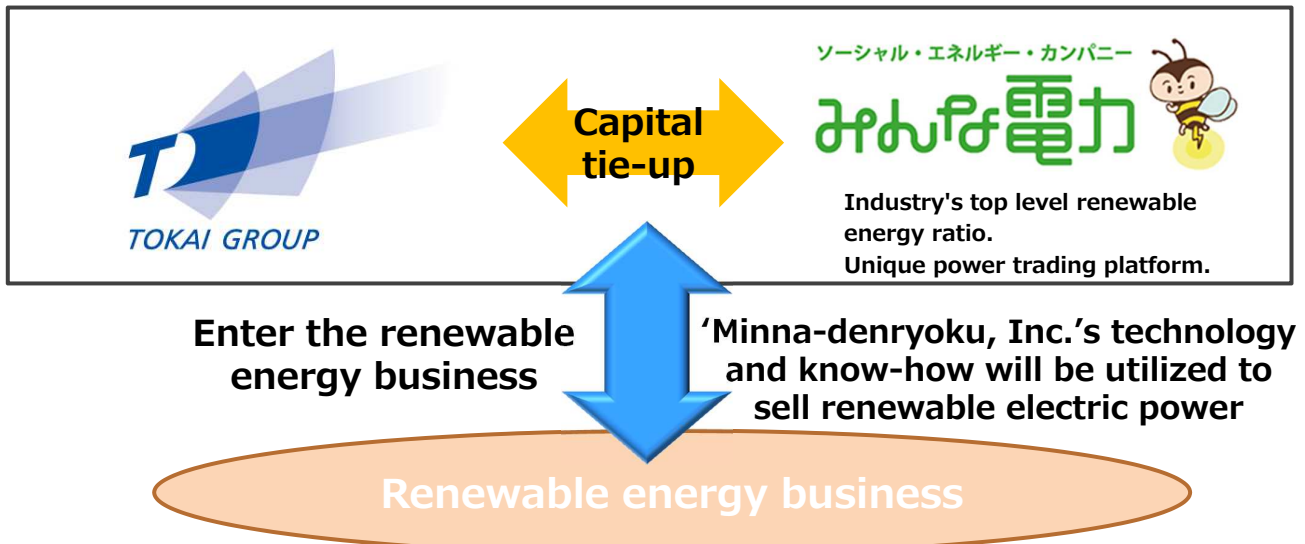 TOKAI GROUP
Capital
tie-up
ソーシャル・エネルギー・カンパニー
みんな電力
Industry's top level renewable
energy ratio.
Unique power trading platform.
Enter the renewable
energy business
‘Minna-denryoku, Inc.’s technology
and know-how will be utilized to
sell renewable electric power
Renewable energy business